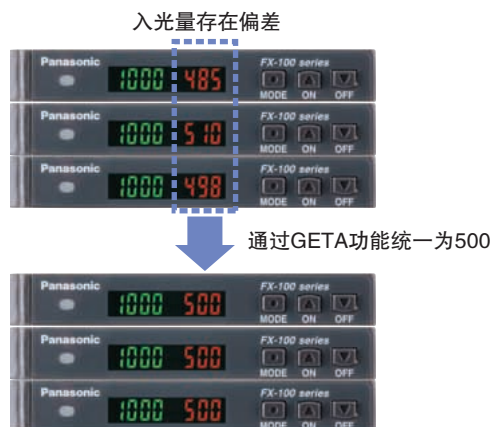 入光量存在偏差
Panasonic 1000 485 FX-100 series
MODE ON OFF
Panasonic 1000 510 FX-100 series
MODE ON OFF
Panasonic 1000 498 FX-100 series
MODE ON OFF
通过GETA功能统一为500
Panasonic 1000 500 FX-100 series
MODE ON OFF
Panasonic 1000 500 FX-100 series
MODE ON OFF
Panasonic 1000 500 FX-100 series
MODE ON OFF